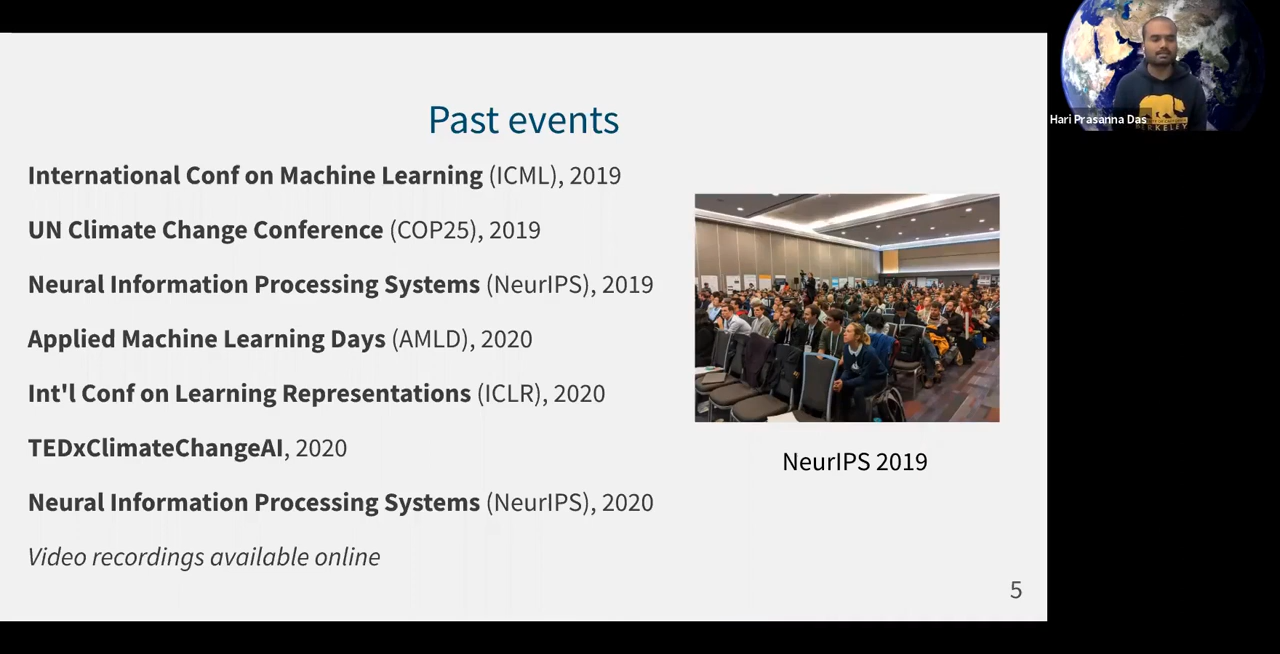 Past events
International Conf on Machine Learning (ICML), 2019
UN Climate Change Conference (COP25), 2019
Neural Information Processing Systems (NeurIPS), 2019
Applied Machine Learning Days (AMLD), 2020
Int'l Conf on Learning Representations (ICLR), 2020
TEDxClimateChangeAI, 2020
Neural Information Processing Systems (NeurIPS), 2020
Video recordings available online
NeurIPS 2019
5
Hari Prasanna Das
BERKELEY